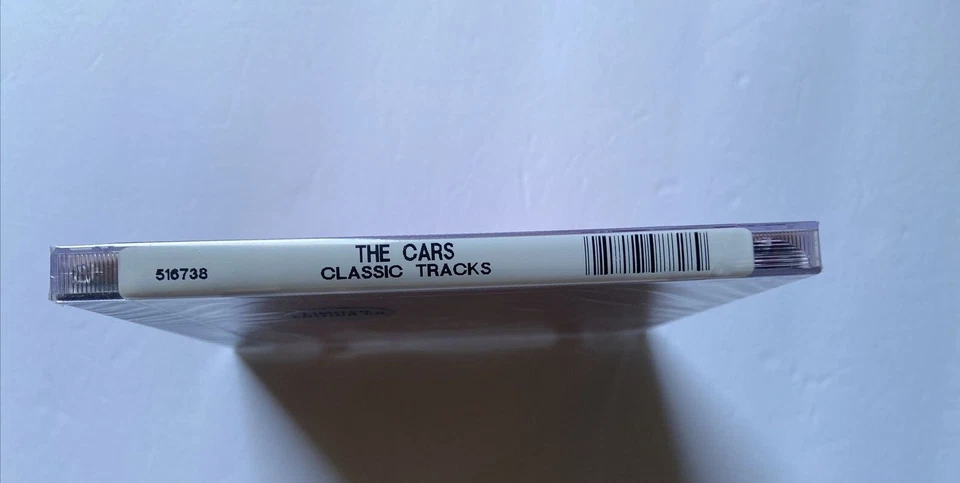 516738
THE CARS
CLASSIC TRACKS